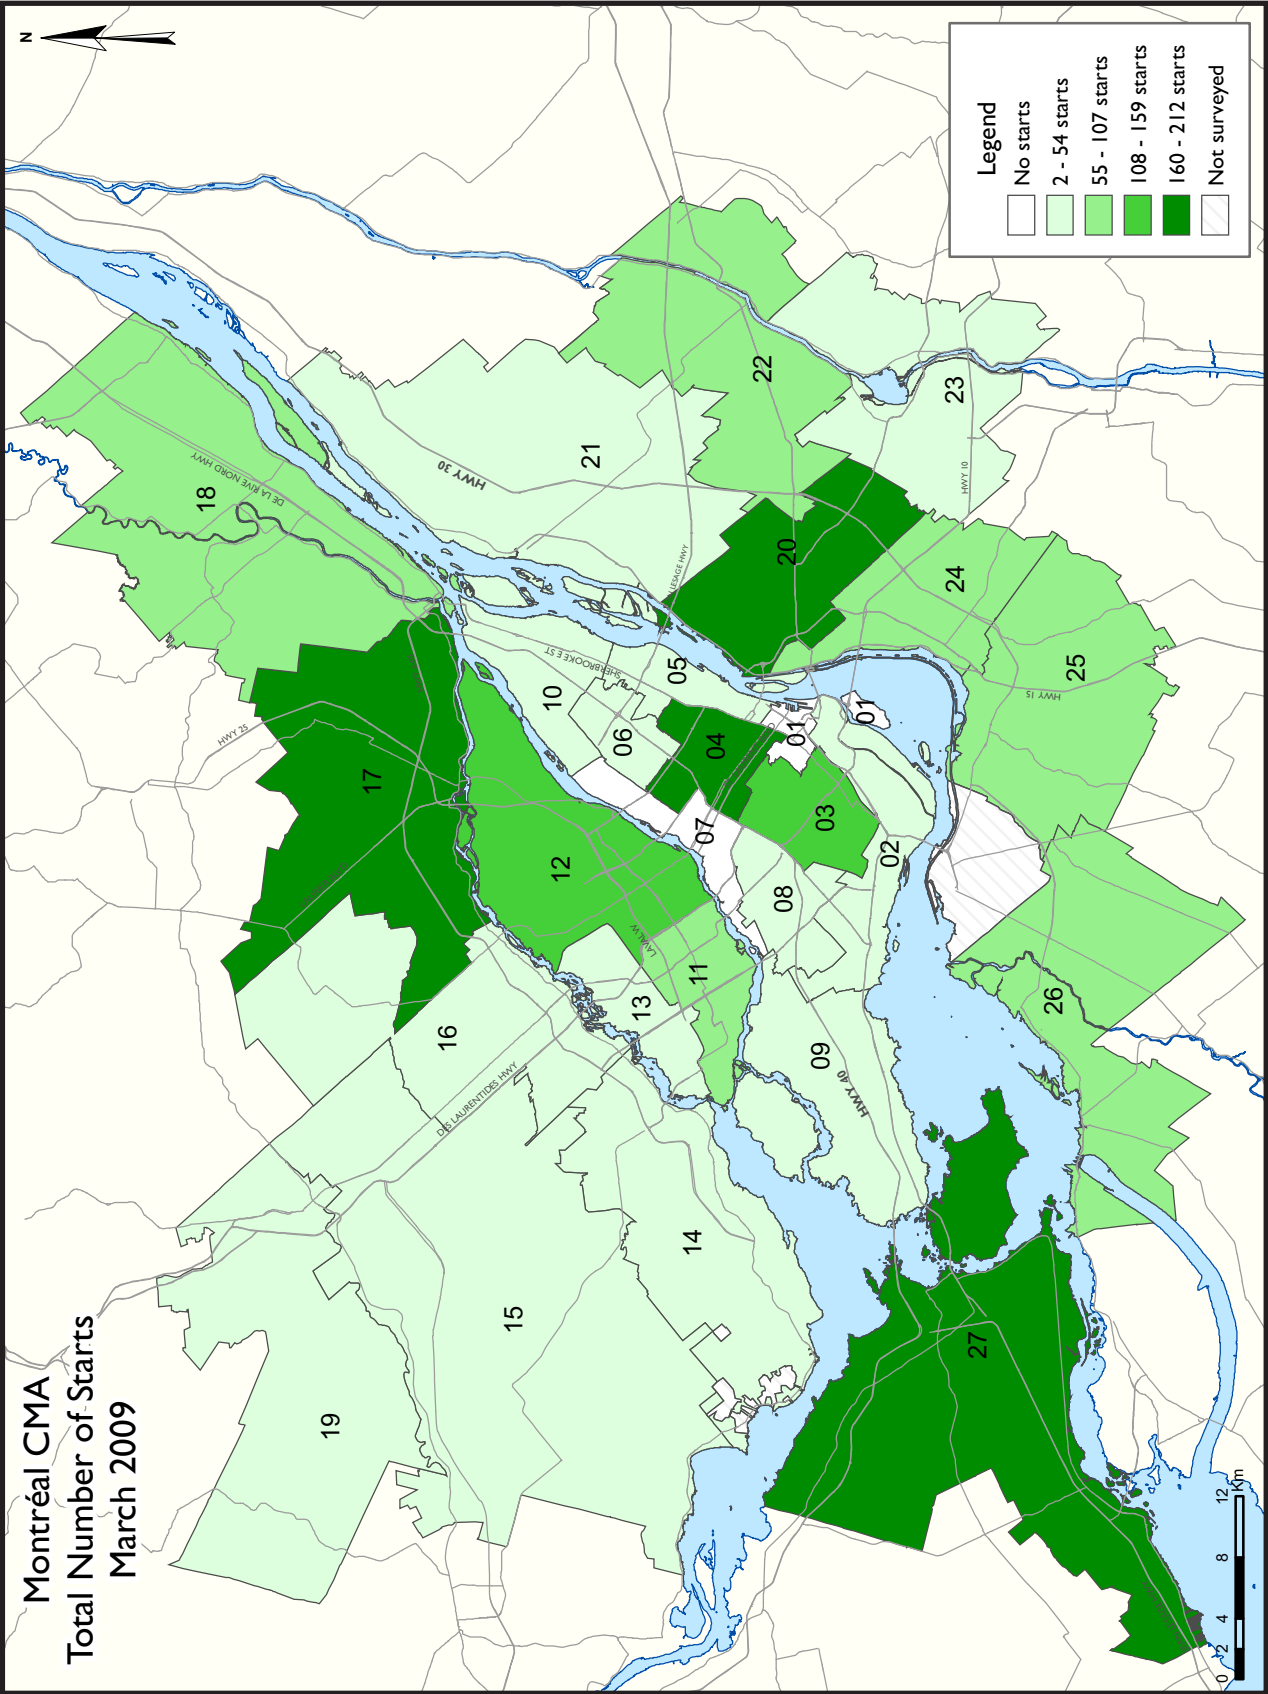 Montréal CMA
Total Number of Starts
March 2009
N
Legend
No starts
2 - 54 starts
55 - 107 starts
108 - 159 starts
160 - 212 starts
Not surveyed
18
DE LA RIVE NORD HWY
HWY 30
21
22
23
HWY 10
20
LESAGE HWY
24
25
HWY 15
HWY 25
17
SHERBROOKE E ST
10
05
06
04
01
01
07
03
02
12
08
LAVAL W.
11
13
16
DES LAURENTIDES HWY
09
HWY 40
26
14
15
19
27
0 2 4 8 12
Km